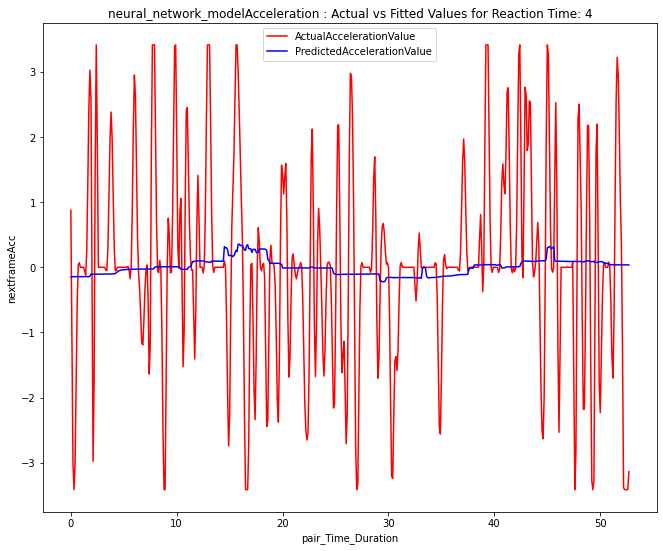 neural_network_modelAcceleration : Actual vs Fitted Values for Reaction Time: 4
ActualAccelerationValue
PredictedAccelerationValue
nextframeAcc
3
2
1
0
−1
−2
−3
0 10 20 30 40 50
pair_Time_Duration